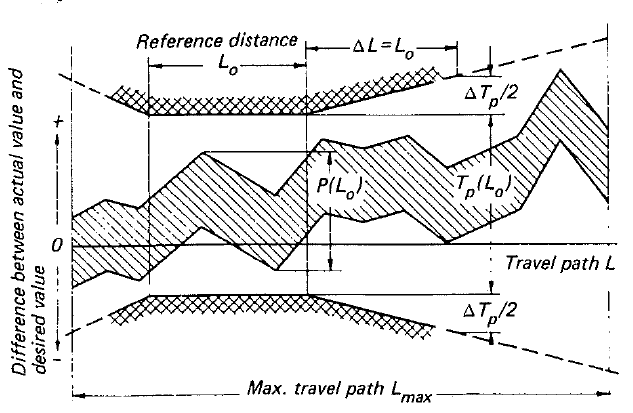 Reference distance
L₀
ΔL=L₀
ΔTp/2
P(L₀)
Tp(L₀)
Travel path L
ΔTp/2
Max. travel path Lmax
Difference between actual value and
desired value
+
0
-